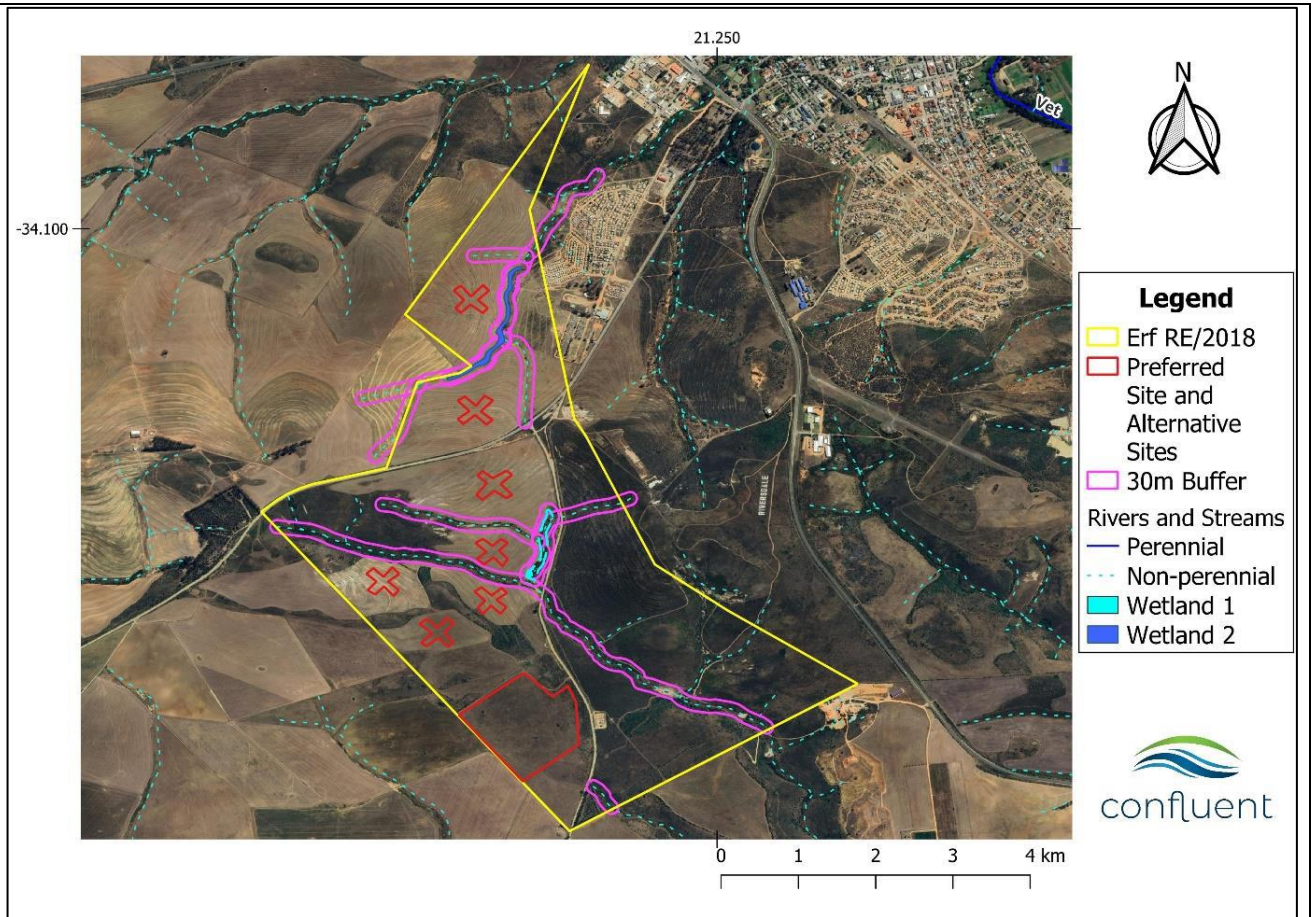 21.250
N
Vet
-34.100
RIVERSDALE
Legend
Erf RE/2018
Preferred
Site and
Alternative
Sites
30m Buffer
Rivers and Streams
Perennial
Non-perennial
Wetland 1
Wetland 2
confluent
0 1 2 3 4 km